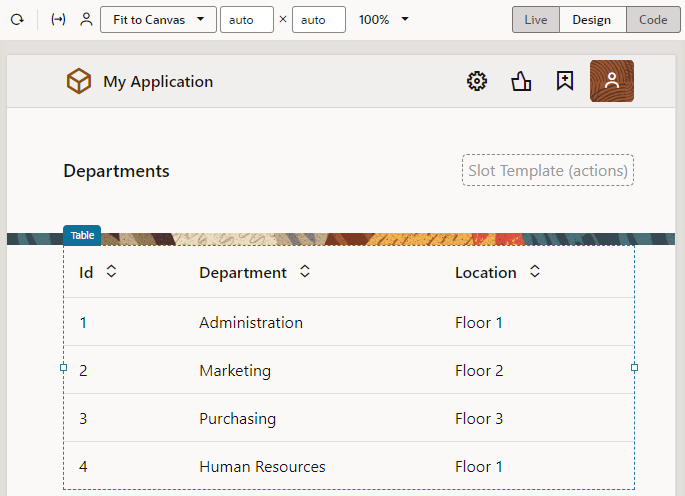 Fit to Canvas auto × auto 100% Live Design Code
My Application
Departments Slot Template (actions)
Table
Id Department Location
1 Administration Floor 1
2 Marketing Floor 2
3 Purchasing Floor 3
4 Human Resources Floor 1